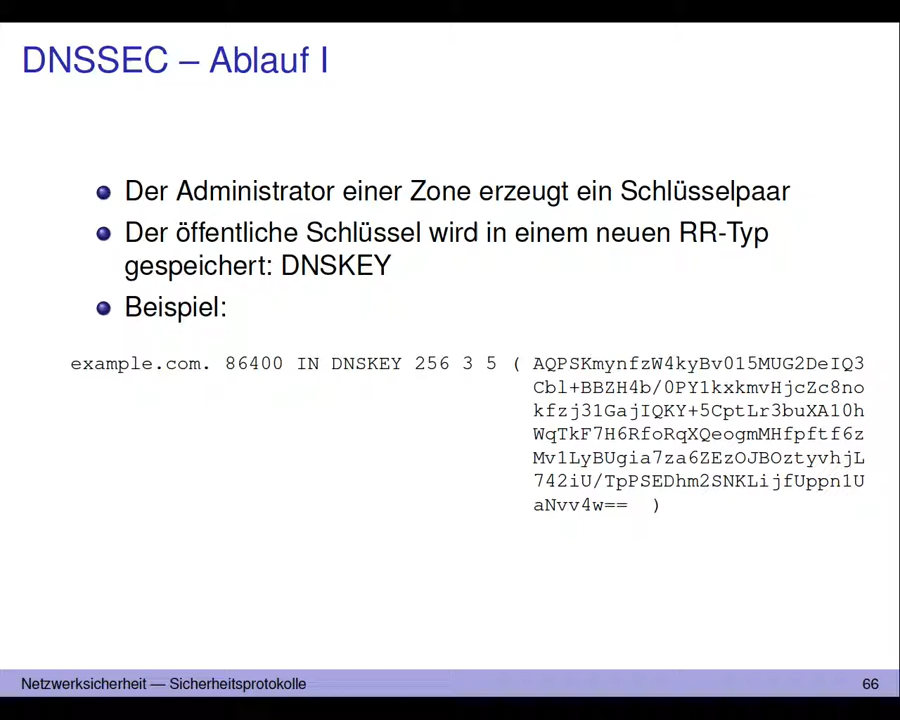 DNSSEC – Ablauf I
Der Administrator einer Zone erzeugt ein Schlüsselpaar
Der öffentliche Schlüssel wird in einem neuen RR-Typ
gespeichert: DNSKEY
Beispiel:
example.com. 86400 IN DNSKEY 256 3 5 ( AQPSKmynfzW4kyBv015MUG2DeIQ3
Cbl+BBZH4b/0PY1kxkmvHjcZc8no
kfzj31GajIQKY+5CptLr3buXA10h
WqTkF7H6RfoRqXQeogmMHfpftf6z
Mv1LyBUgia7za6ZEzOJBOztyvhjL
742iU/TpPSEDhm2SNKLijfUppn1U
aNvv4w== )
Netzwerksicherheit — Sicherheitsprotokolle
66